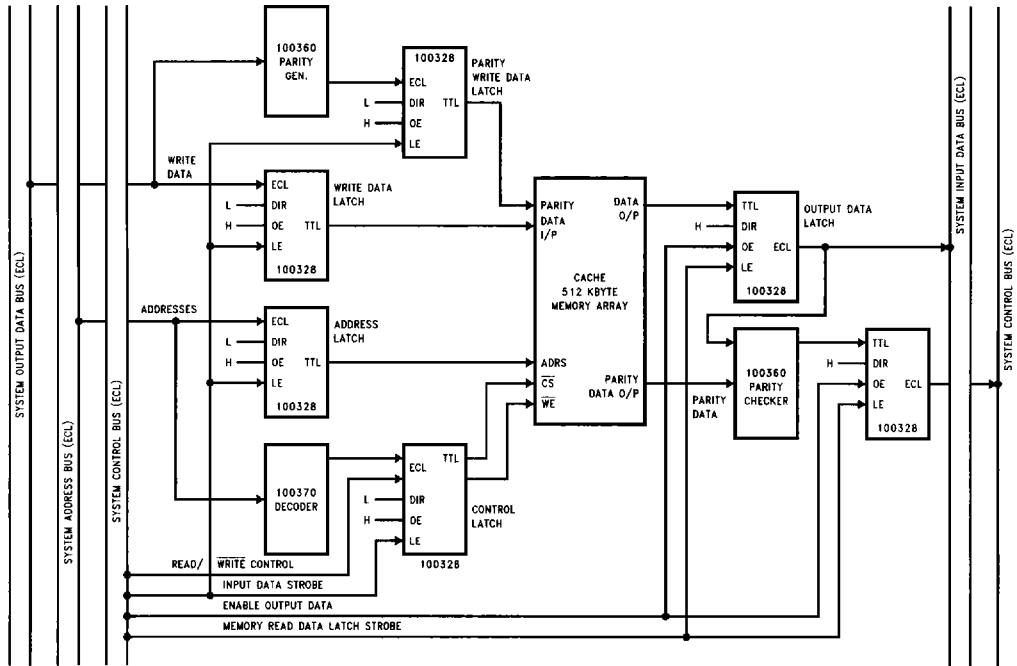 SYSTEM OUTPUT DATA BUS (ECL)
SYSTEM ADDRESS BUS (ECL)
SYSTEM CONTROL BUS (ECL)
100360
PARITY
GEN.
100328
ECL
DIR
TTL
OE
LE
L
H
PARITY
WRITE DATA
LATCH
WRITE
DATA
ECL
DIR
OE
TTL
LE
100328
L
H
WRITE DATA
LATCH
ADDRESSES
ECL
DIR
OE
TTL
LE
100328
L
H
ADDRESS
LATCH
100370
DECODER
TTL
ECL
DIR
OE
LE
100328
L
H
CONTROL
LATCH
READ/ WRITE CONTROL
INPUT DATA STROBE
ENABLE OUTPUT DATA
MEMORY READ DATA LATCH STROBE
PARITY
DATA
I/P
DATA
O/P
CACHE
512 KBYTE
MEMORY ARRAY
ADRS
CS
WE
PARITY
DATA O/P
TTL
DIR
OE
ECL
LE
100328
H
OUTPUT DATA
LATCH
PARITY
DATA
100360
PARITY
CHECKER
TTL
DIR
OE
ECL
LE
100328
H
SYSTEM INPUT DATA BUS (ECL)
SYSTEM CONTROL BUS (ECL)